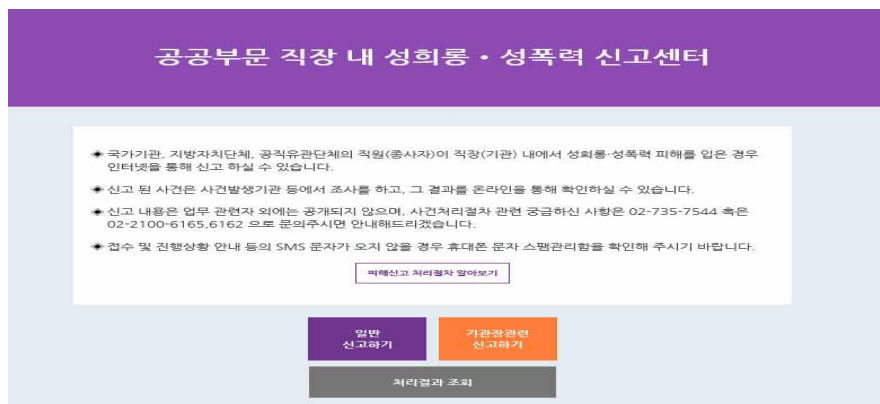 공공부문 직장 내 성희롱・성폭력 신고센터
◈ 국가기관, 지방자치단체, 공직유관단체의 직원(종사자)이 직장(기관) 내에서 성희롱·성폭력 피해를 입은 경우
인터넷을 통해 신고 하실 수 있습니다.
◈ 신고 된 사건은 사건발생기관 등에서 조사를 하고, 그 결과를 온라인을 통해 확인하실 수 있습니다.
◈ 신고 내용은 업무 관련자 외에는 공개되지 않으며, 사건처리절차 관련 궁금하신 사항은 02-735-7544 혹은
02-2100-6165,6162 으로 문의주시면 안내해드리겠습니다.
◈ 접수 및 진행상황 안내 등의 SMS 문자가 오지 않을 경우 휴대폰 문자 스팸관리함을 확인해 주시기 바랍니다.
피해신고 처리절차 알아보기
일반
신고하기
기관장관련
신고하기
처리결과 조회